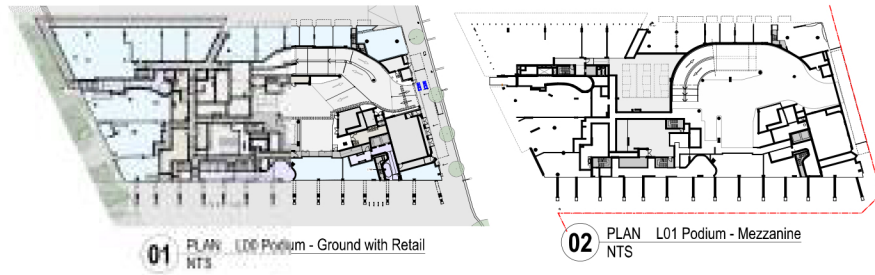 01 PLAN L00 Podium - Ground with Retail
NTS
02 PLAN L01 Podium - Mezzanine
NTS